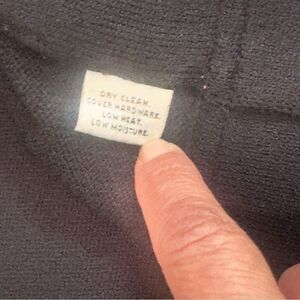 DRY CLEAN.
COVER HARDWARE.
LOW HEAT.
LOW MOISTURE.